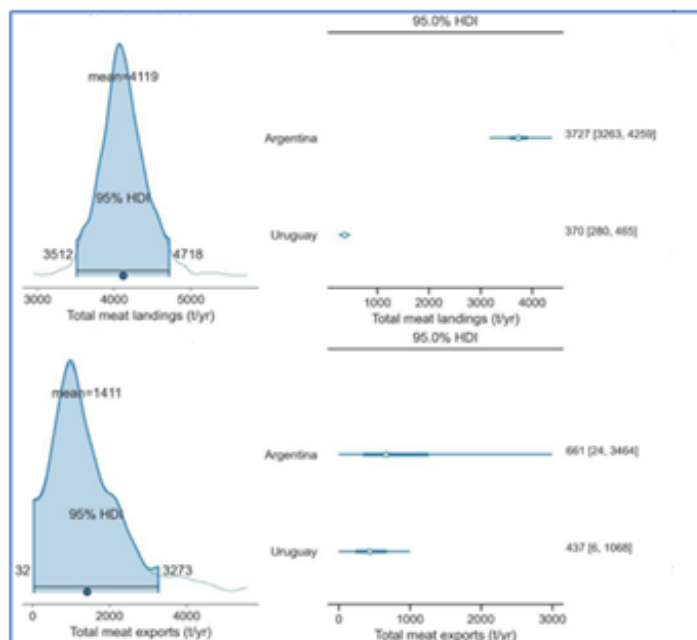 95.0% HDI
mean=4119
Argentina
3727 [3263, 4259]
95% HDI
Uruguay
370 [280, 465]
3512
4718
3000
4000
5000
Total meat landings (t/yr)
1000
2000
3000
4000
Total meat landings (t/yr)
95.0% HDI
mean=1411
Argentina
661 [24, 3464]
95% HDI
Uruguay
437 [6, 1068]
32
3273
0
2000
4000
Total meat exports (t/yr)
0
1000
2000
3000
Total meat exports (t/yr)